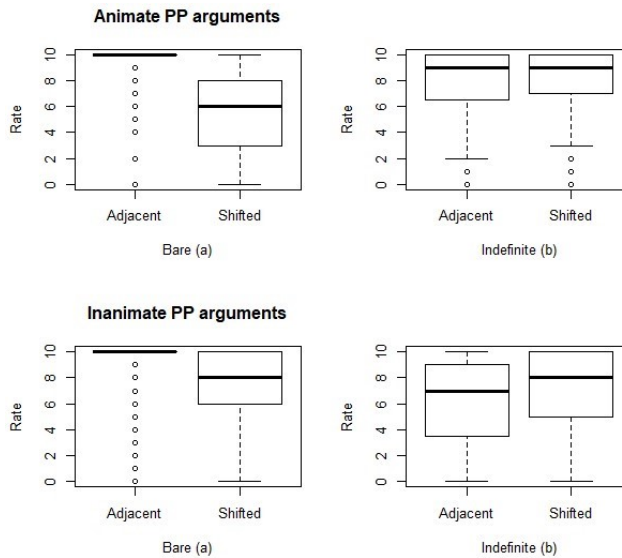 Animate PP arguments
Rate
0 2 4 6 8 10
Adjacent Shifted
Bare (a)
Rate
0 2 4 6 8 10
Adjacent Shifted
Indefinite (b)
Inanimate PP arguments
Rate
0 2 4 6 8 10
Adjacent Shifted
Bare (a)
Rate
0 2 4 6 8 10
Adjacent Shifted
Indefinite (b)